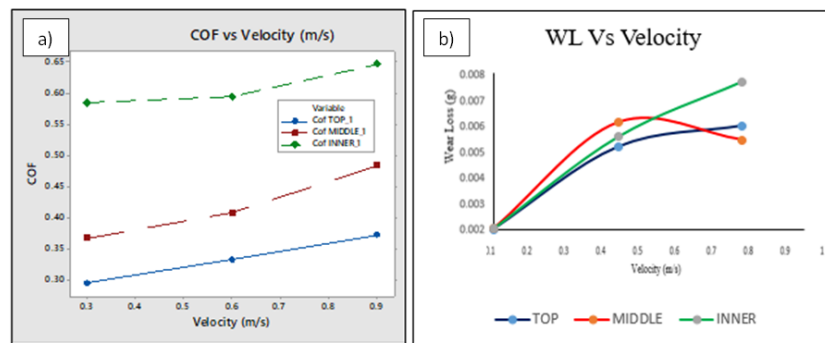 a)
COF vs Velocity (m/s)
0.65
0.60
0.55
0.50
0.45
0.40
0.35
0.30
COF
Variable
Cof TOP_1
Cof MIDDLE_1
Cof INNER_1
0.3 0.4 0.5 0.6 0.7 0.8 0.9
Velocity (m/s)
b)
WL Vs Velocity
0.008
0.007
0.006
0.005
0.004
0.003
0.002
Wear Loss (g)
0.1 0.2 0.3 0.4 0.5 0.6 0.7 0.8 0.9 1
Velocity (m/s)
TOP MIDDLE INNER